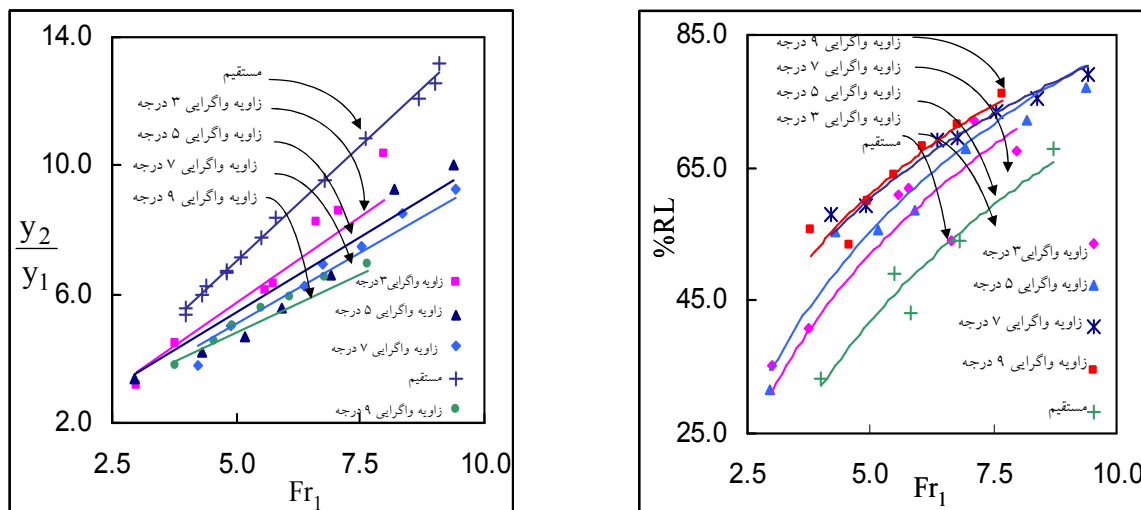 14.0
10.0
6.0
2.0
y₂
y₁
2.5 5.0 7.5 10.0
Fr₁
مستقیم
زاویه واگرایی ۳ درجه
زاویه واگرایی ۵ درجه
زاویه واگرایی ۷ درجه
زاویه واگرایی ۹ درجه
زاویه واگرایی۳درجه
زاویه واگرایی ۵ درجه
زاویه واگرایی ۷ درجه
مستقیم
زاویه واگرایی ۹ درجه
85.0
65.0
45.0
25.0
%RL
2.5 5.0 7.5 10.0
Fr₁
زاویه واگرایی ۹ درجه
زاویه واگرایی ۷ درجه
زاویه واگرایی ۵ درجه
زاویه واگرایی ۳ درجه
مستقیم
زاویه واگرایی۳درجه
زاویه واگرایی ۵ درجه
زاویه واگرایی ۷ درجه
زاویه واگرایی ۹ درجه
مستقیم